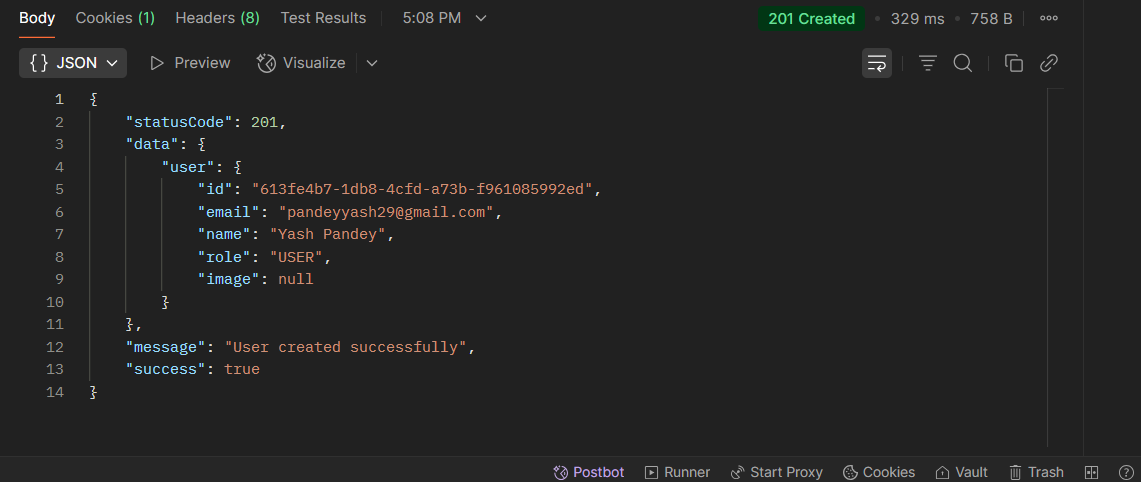 Body Cookies (1) Headers (8) Test Results 5:08 PM 201 Created 329 ms 758 B
{} JSON Preview Visualize
1 {
2 "statusCode": 201,
3 "data": {
4 "user": {
5 "id": "613fe4b7-1db8-4cfd-a73b-f961085992ed",
6 "email": "pandeyyash29@gmail.com",
7 "name": "Yash Pandey",
8 "role": "USER",
9 "image": null
10 }
11 },
12 "message": "User created successfully",
13 "success": true
14 }
Postbot Runner Start Proxy Cookies Vault Trash